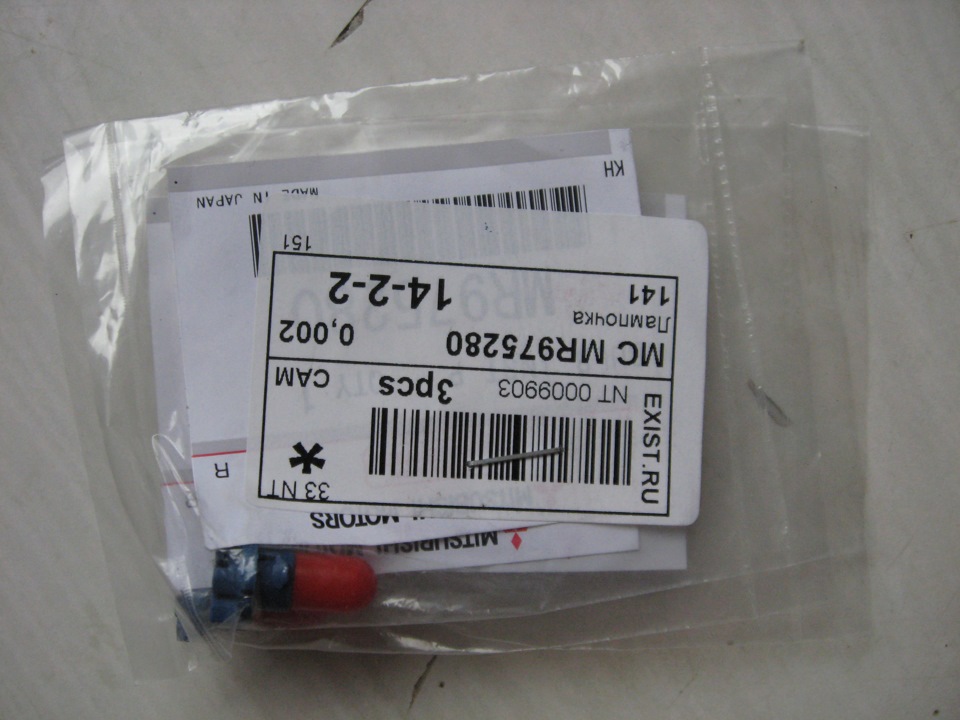 33 NT
*
EXIST.RU
NT 0009903
3pcs
CAM
MC MR975280
0,002
Лампочка
141
14-2-2
151
MITSUBISHI
MOTORS
R
MADE IN JAPAN
KH